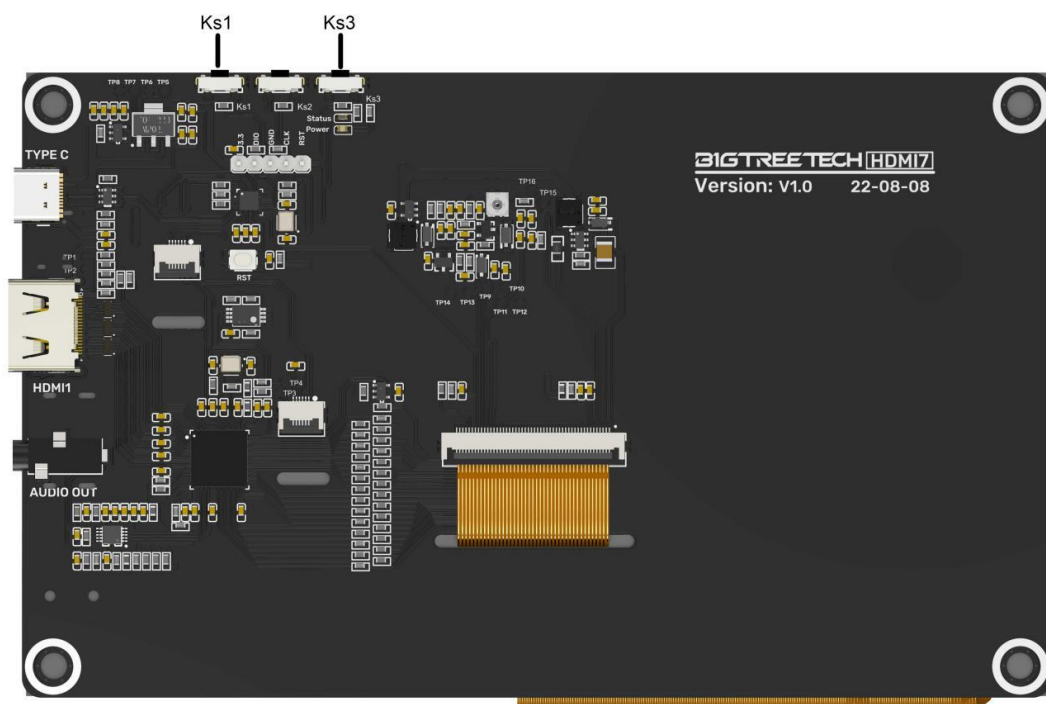 Ks1
Ks3
TP8 TP7 TP6 TP5
Ks1
Ks2
Ks3
Status
Power
3.3
DIO
GND
CLK
RST
TYPE C
BIGTREETECH HDMI7
Version: V1.0 22-08-08
TP16
TP15
TP1
TP2
RST
TP14
TP13
TP9
TP10
TP11
TP12
HDMI1
TP4
TP3
AUDIO OUT